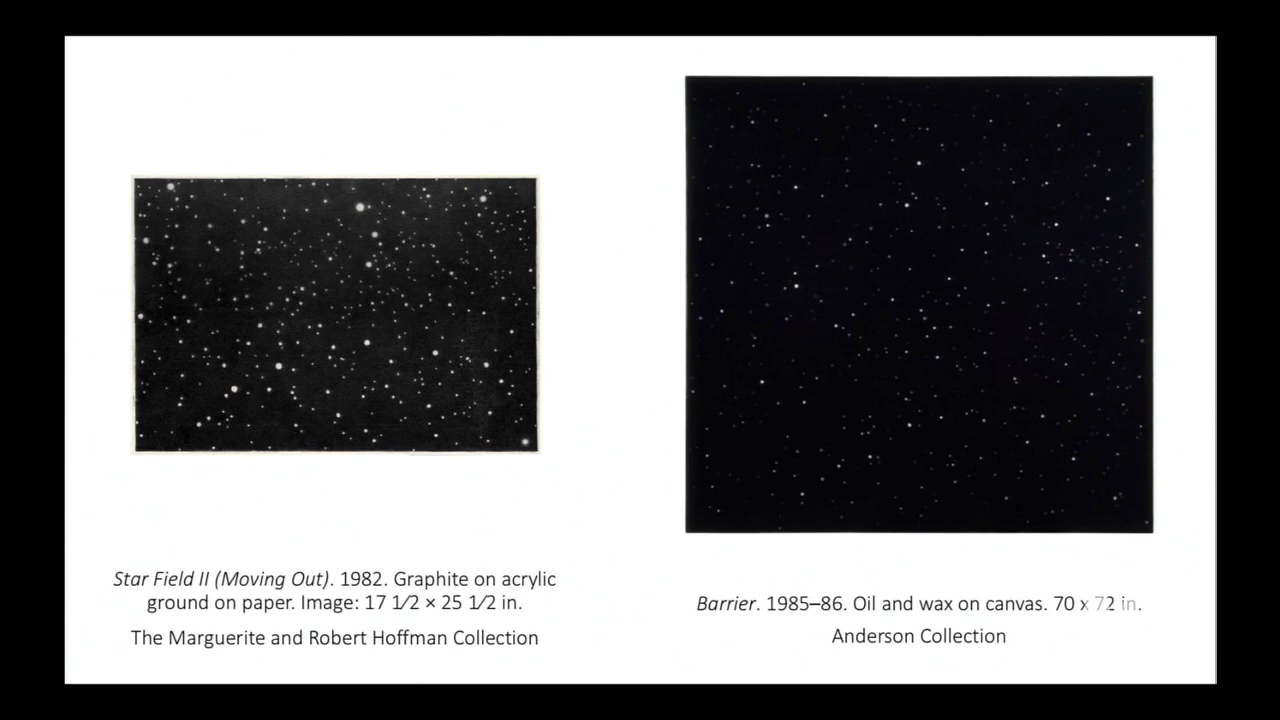 Star Field II (Moving Out). 1982. Graphite on acrylic
ground on paper. Image: 17 1⁄2 × 25 1⁄2 in.
The Marguerite and Robert Hoffman Collection
Barrier. 1985–86. Oil and wax on canvas. 70 x 72 in.
Anderson Collection